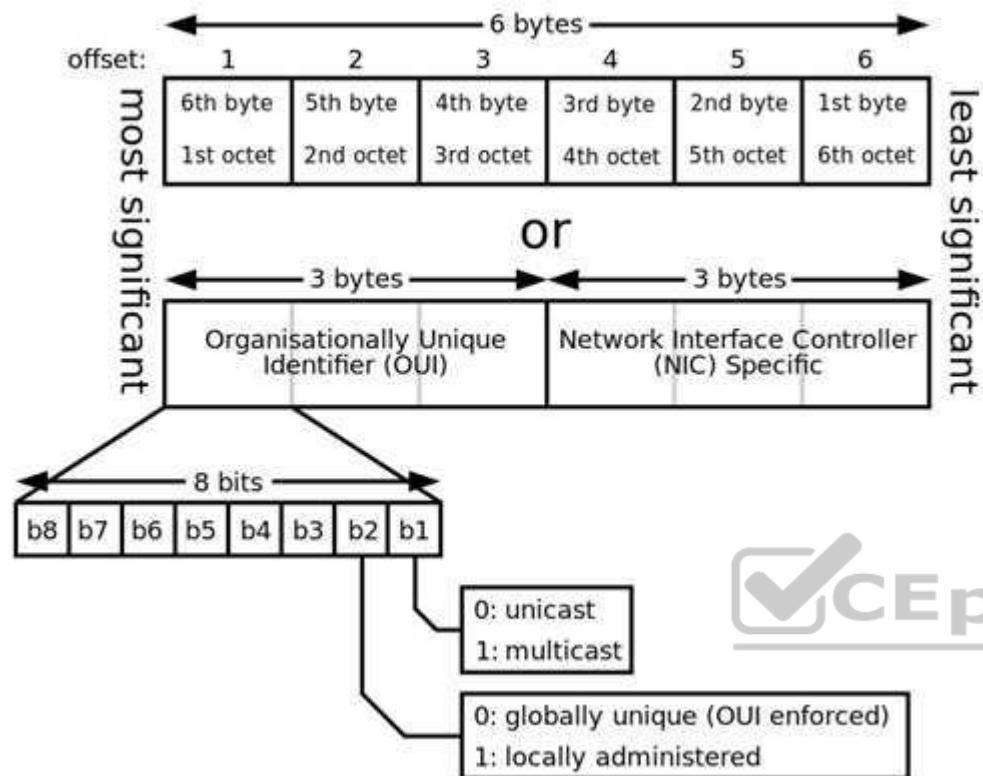 6 bytes
offset: 1 2 3 4 5 6
most significant
6th byte 5th byte 4th byte 3rd byte 2nd byte 1st byte
1st octet 2nd octet 3rd octet 4th octet 5th octet 6th octet
least significant
or
3 bytes 3 bytes
Organisationally Unique
Identifier (OUI)
Network Interface Controller
(NIC) Specific
8 bits
b8 b7 b6 b5 b4 b3 b2 b1
0: unicast
1: multicast
0: globally unique (OUI enforced)
1: locally administered
CEp